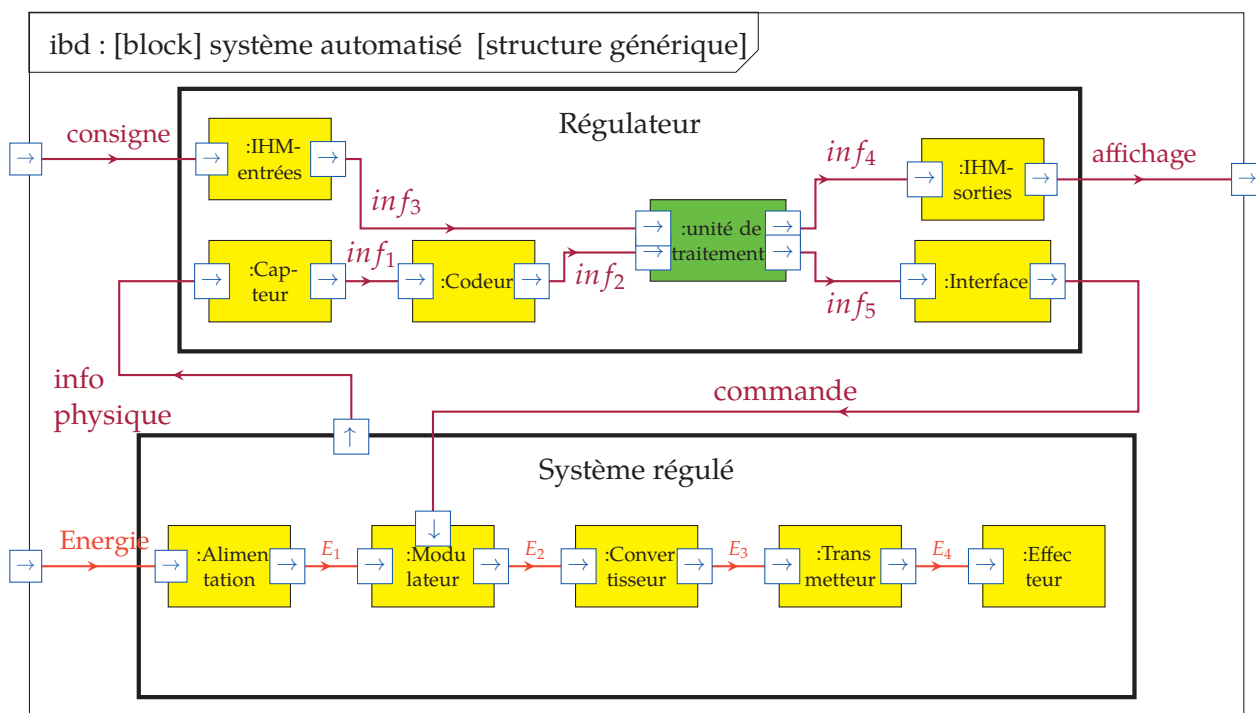 ibd : [block] système automatisé [structure générique]
Régulateur
consigne
:IHM-
entrées
inf3
inf4
:IHM-
sorties
affichage
:unité de
traitement
:Cap-
teur
inf1
:Codeur
inf2
inf5
:Interface
info
physique
commande
Système régulé
Energie
:Alimen
tation
E1
:Modu
lateur
E2
:Conver
tisseur
E3
:Trans
metteur
E4
:Effec
teur